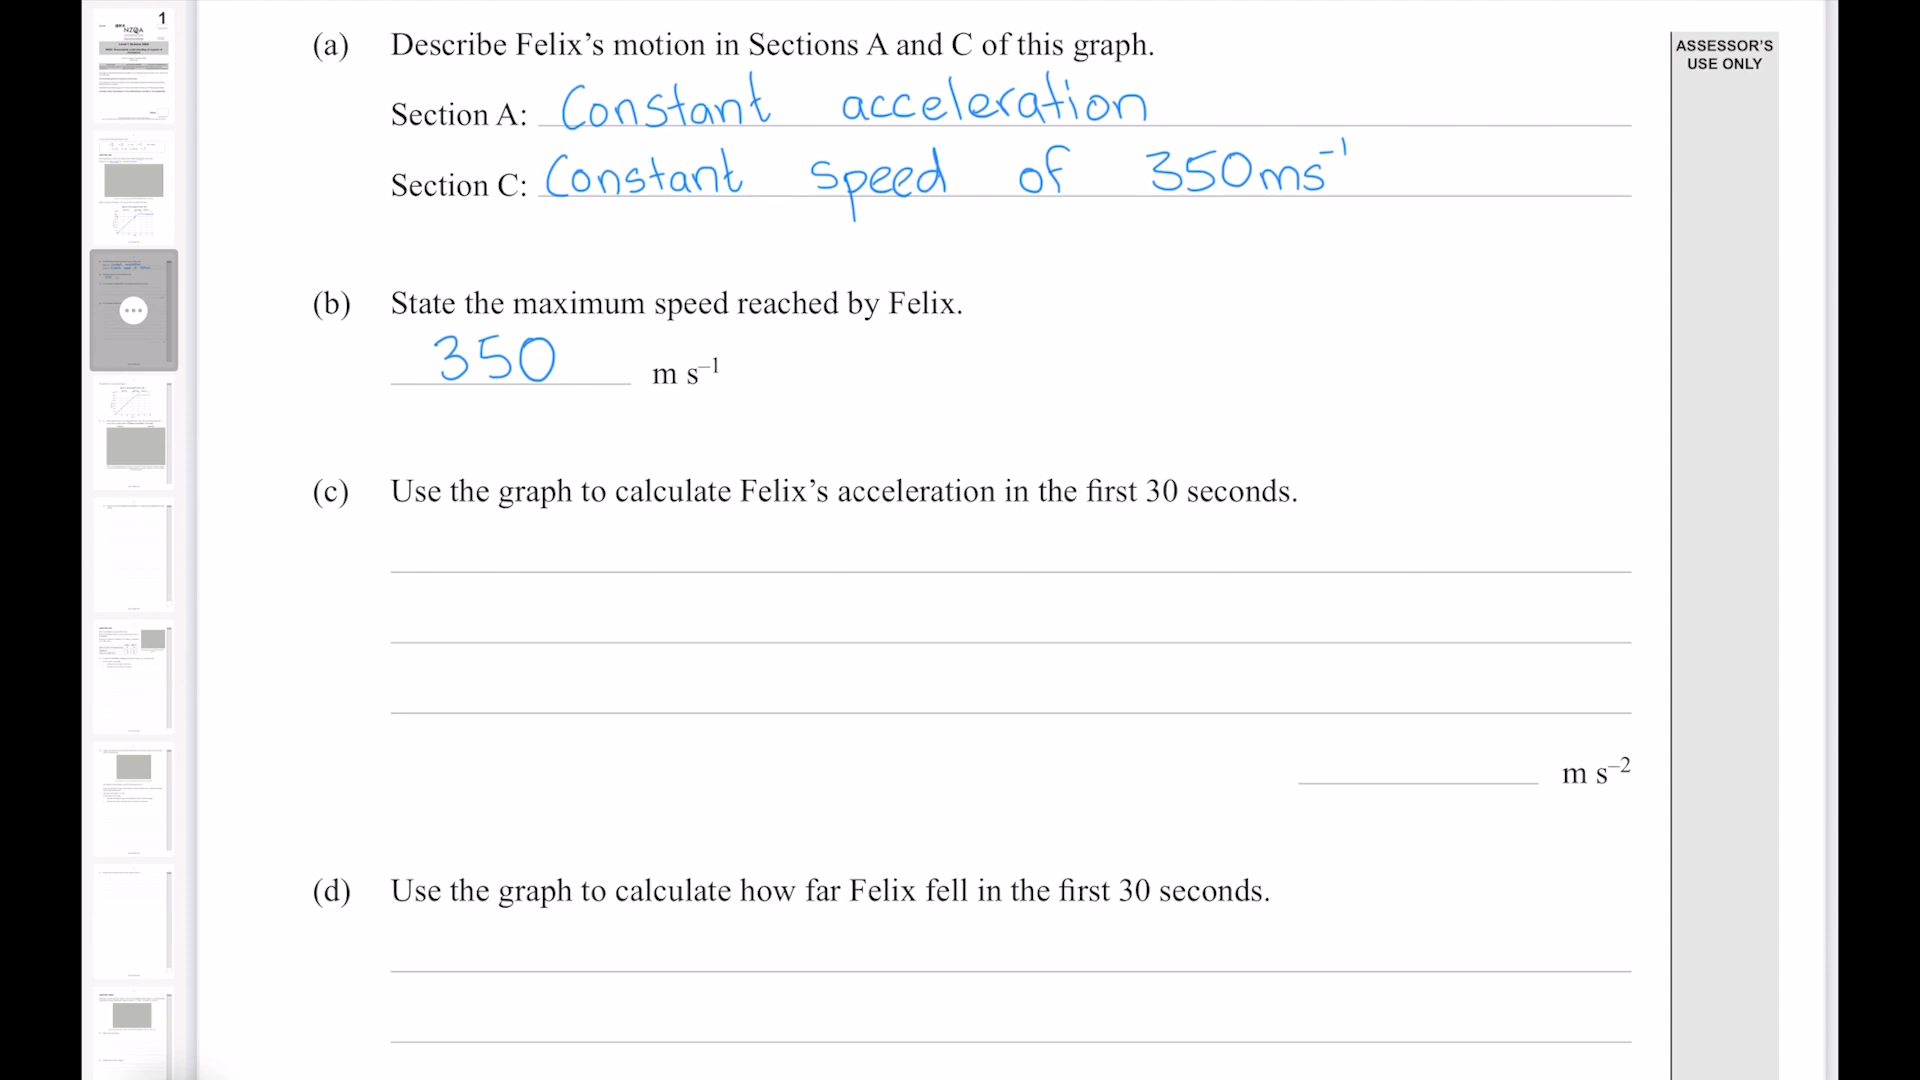 1
NZQA
(a) Describe Felix’s motion in Sections A and C of this graph.
ASSESSOR’S
USE ONLY
Section A: Constant acceleration
Section C: Constant speed of 350ms⁻¹
(b) State the maximum speed reached by Felix.
350 m s⁻¹
(c) Use the graph to calculate Felix’s acceleration in the first 30 seconds.
m s⁻²
(d) Use the graph to calculate how far Felix fell in the first 30 seconds.